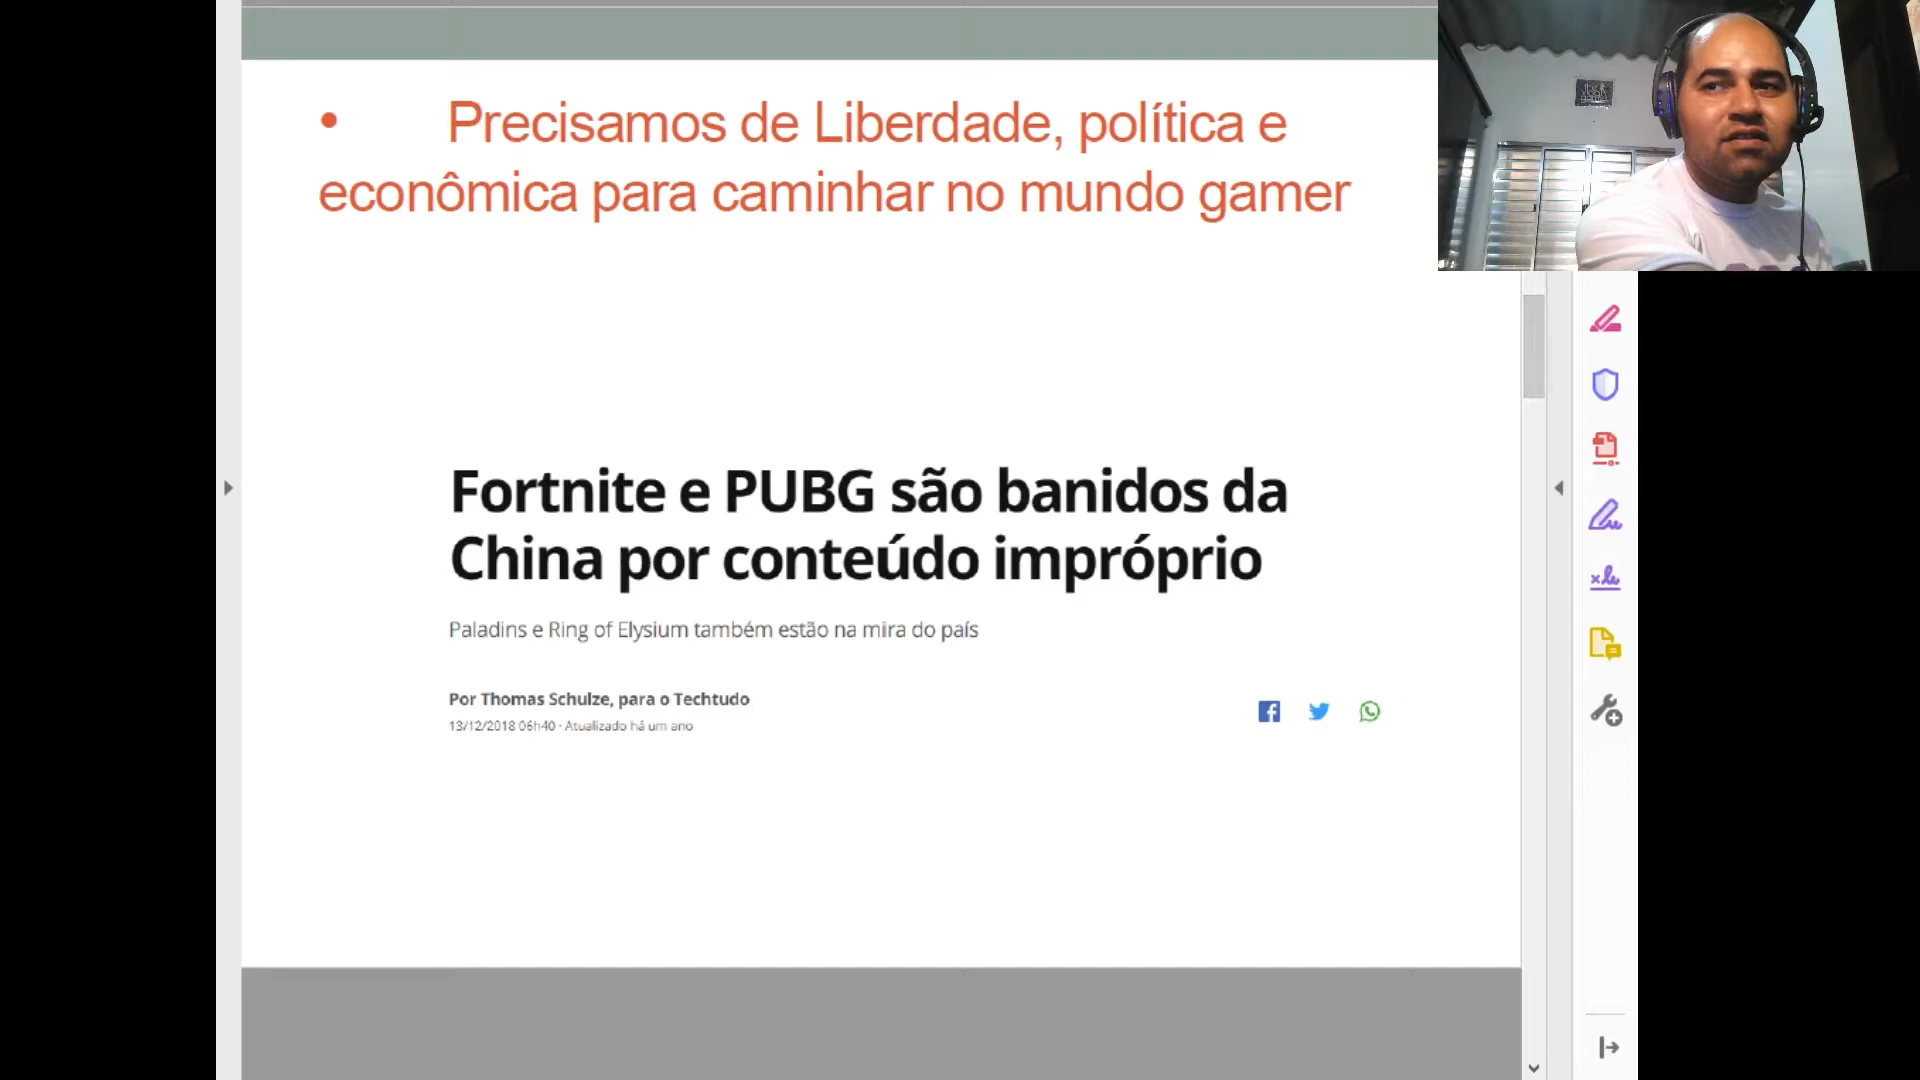 • Precisamos de Liberdade, política e
econômica para caminhar no mundo gamer
Fortnite e PUBG são banidos da
China por conteúdo impróprio
Paladins e Ring of Elysium também estão na mira do país
Por Thomas Schulze, para o Techtudo
13/12/2018 06h40 · Atualizado há um ano